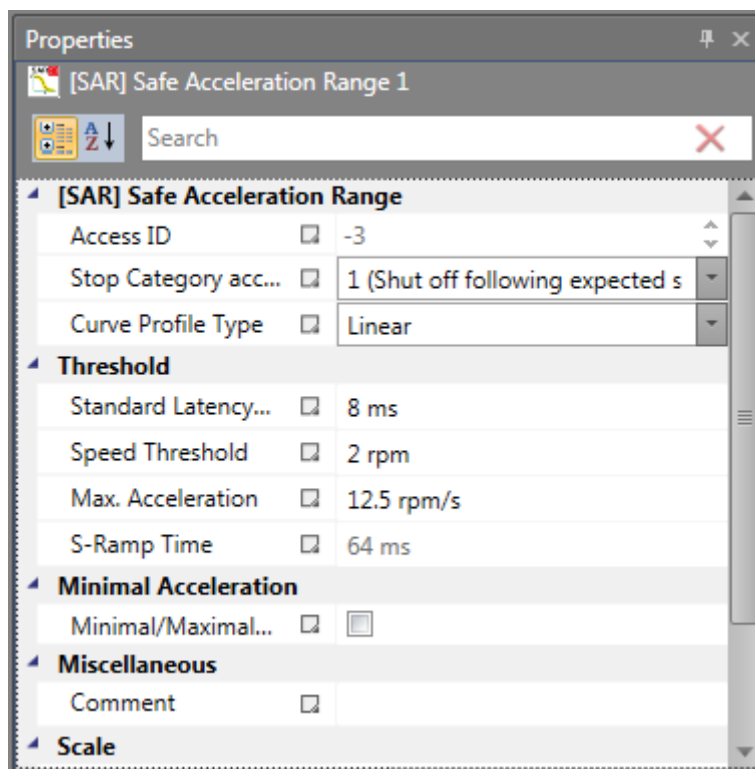 Properties
[SAR] Safe Acceleration Range 1
Search
[SAR] Safe Acceleration Range
Access ID -3
Stop Category acc... 1 (Shut off following expected s
Curve Profile Type Linear
Threshold
Standard Latency... 8 ms
Speed Threshold 2 rpm
Max. Acceleration 12.5 rpm/s
S-Ramp Time 64 ms
Minimal Acceleration
Minimal/Maximal...
Miscellaneous
Comment
Scale